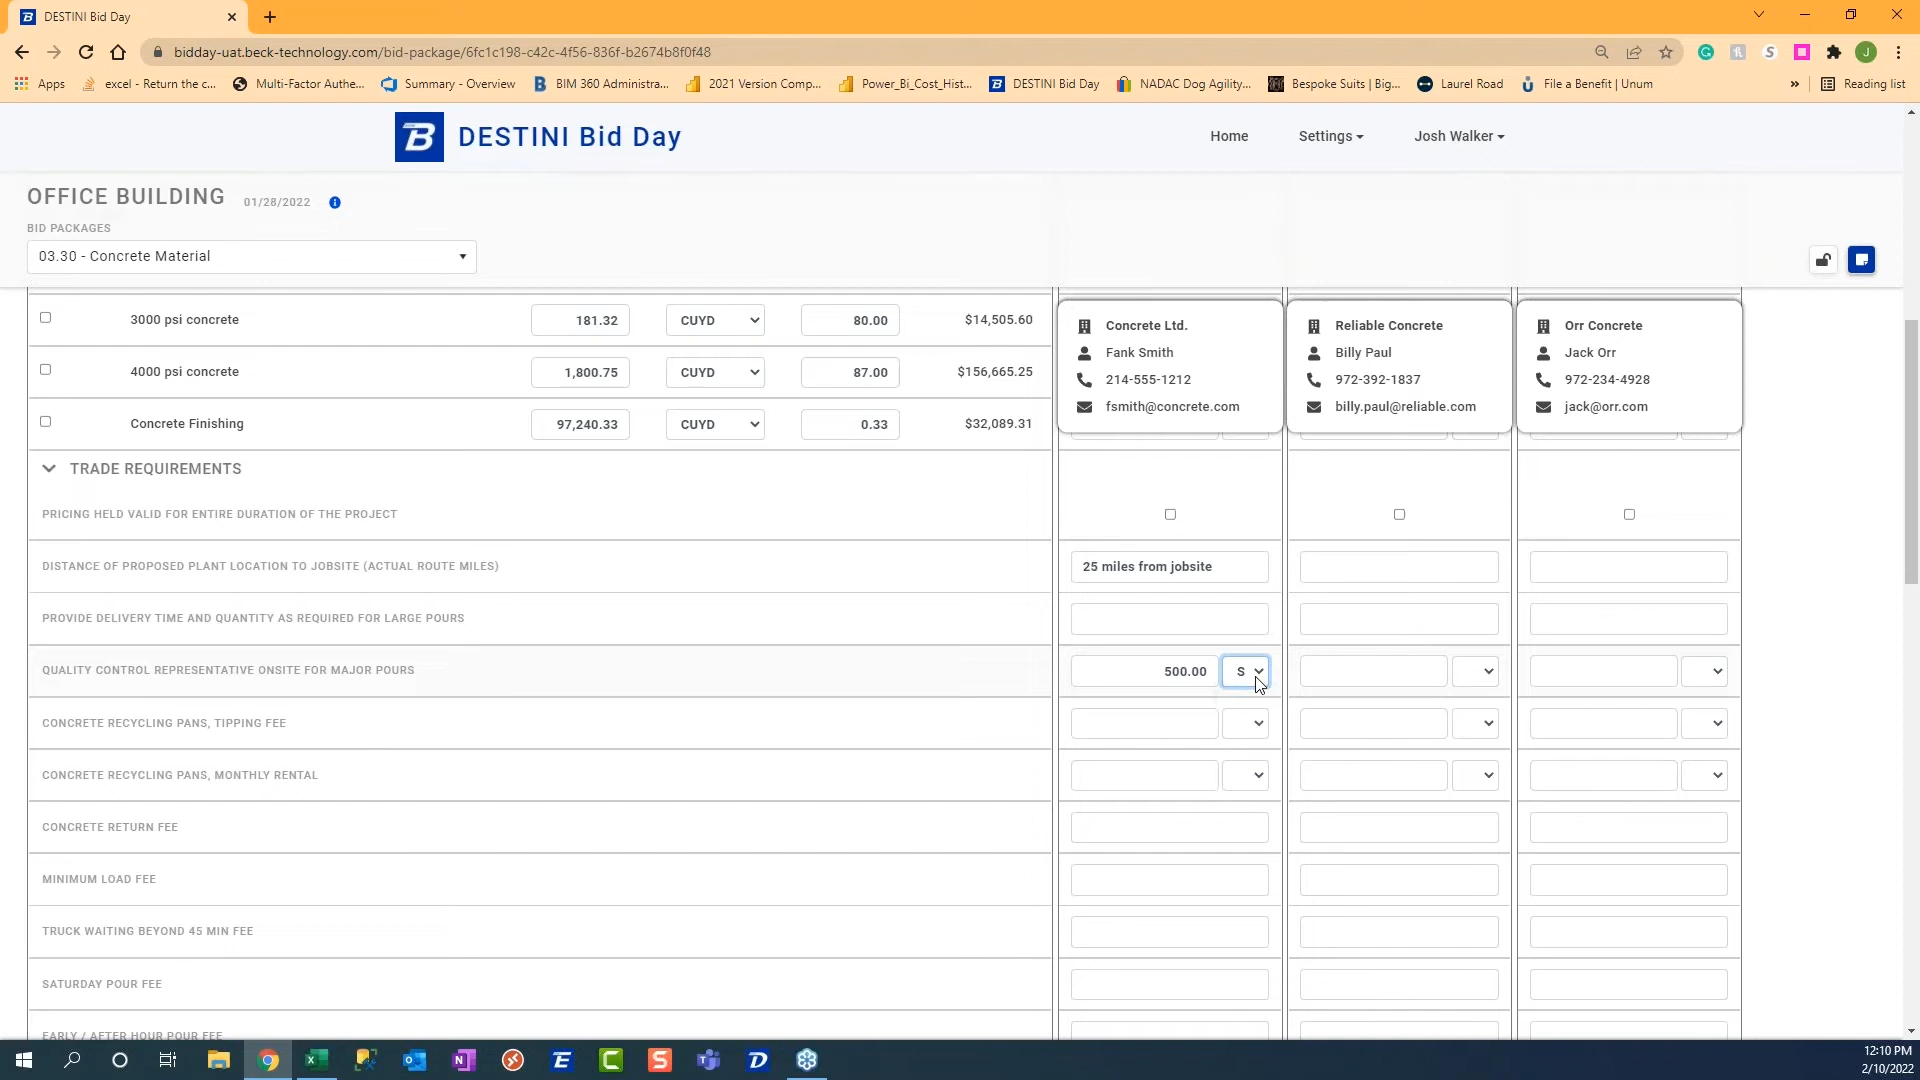 DESTINI Bid Day
bidday-uat.beck-technology.com/bid-package/6fc1c198-c42c-4f56-836f-b2674b8f0f48
Apps
excel - Return the c...
Multi-Factor Authe...
Summary - Overview
BIM 360 Administra...
2021 Version Comp...
Power_Bi_Cost_Hist...
DESTINI Bid Day
NADAC Dog Agility...
Bespoke Suits | Big...
Laurel Road
File a Benefit | Unum
Reading list
DESTINI Bid Day
Home
Settings
Josh Walker
OFFICE BUILDING 01/28/2022
BID PACKAGES
03.30 - Concrete Material
3000 psi concrete 181.32 CUYD 80.00 $14,505.60
4000 psi concrete 1,800.75 CUYD 87.00 $156,665.25
Concrete Finishing 97,240.33 CUYD 0.33 $32,089.31
Concrete Ltd.
Fank Smith
214-555-1212
fsmith@concrete.com
Reliable Concrete
Billy Paul
972-392-1837
billy.paul@reliable.com
Orr Concrete
Jack Orr
972-234-4928
jack@orr.com
TRADE REQUIREMENTS
PRICING HELD VALID FOR ENTIRE DURATION OF THE PROJECT
DISTANCE OF PROPOSED PLANT LOCATION TO JOBSITE (ACTUAL ROUTE MILES) 25 miles from jobsite
PROVIDE DELIVERY TIME AND QUANTITY AS REQUIRED FOR LARGE POURS
QUALITY CONTROL REPRESENTATIVE ONSITE FOR MAJOR POURS 500.00 S
CONCRETE RECYCLING PANS, TIPPING FEE
CONCRETE RECYCLING PANS, MONTHLY RENTAL
CONCRETE RETURN FEE
MINIMUM LOAD FEE
TRUCK WAITING BEYOND 45 MIN FEE
SATURDAY POUR FEE
EARLY / AFTER HOUR POUR FEE
12:10 PM
2/10/2022